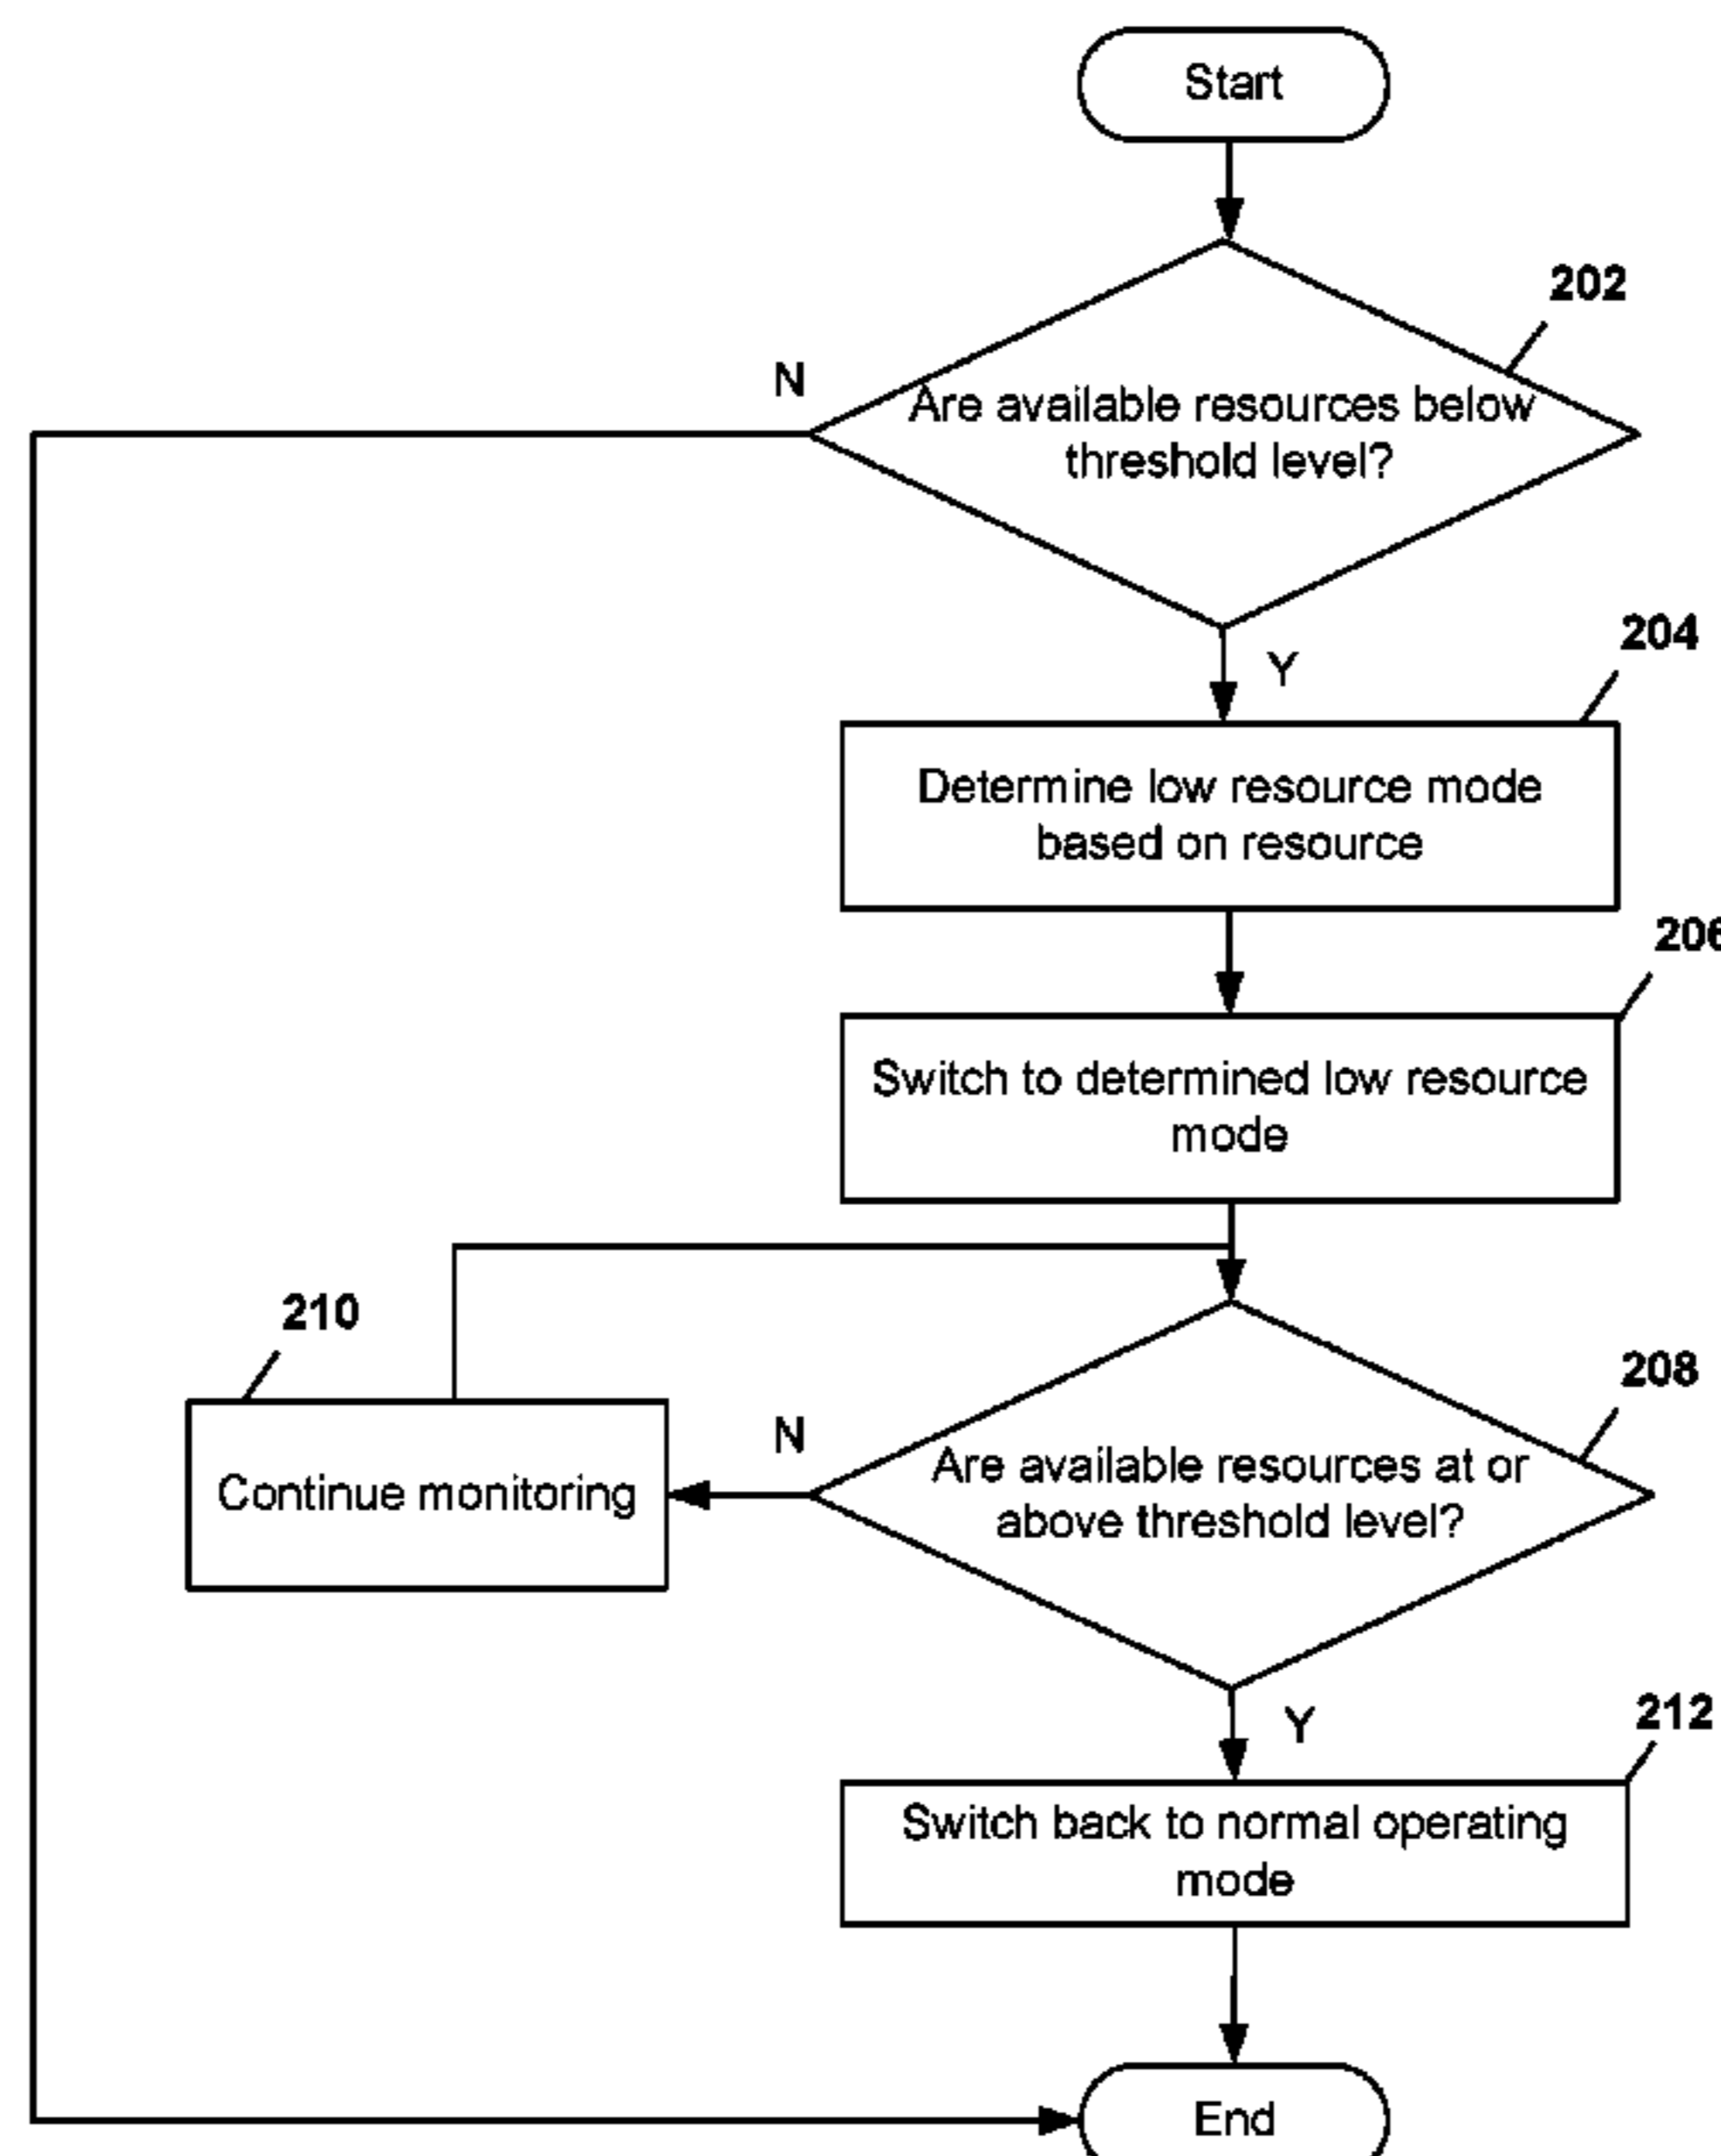 Start
202
N
Are available resources below
threshold level?
204
Y
Determine low resource mode
based on resource
206
Switch to determined low resource
mode
210
208
N
Continue monitoring
Are available resources at or
above threshold level?
212
Y
Switch back to normal operating
mode
End